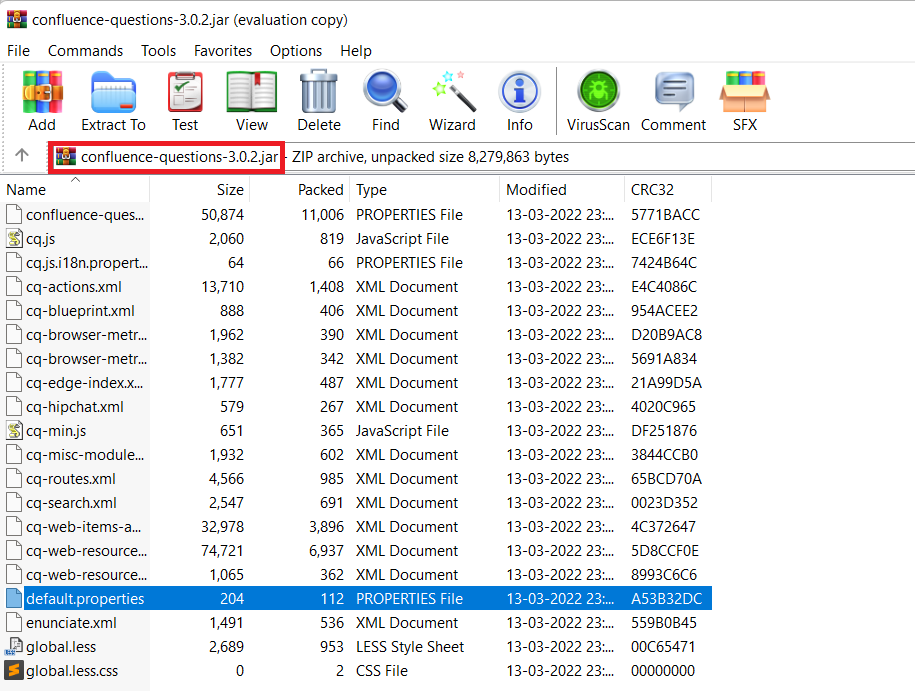 confluence-questions-3.0.2.jar (evaluation copy)
File Commands Tools Favorites Options Help
Add Extract To Test View Delete Find Wizard Info VirusScan Comment SFX
confluence-questions-3.0.2.jar - ZIP archive, unpacked size 8,279,863 bytes
Name Size Packed Type Modified CRC32
confluence-ques... 50,874 11,006 PROPERTIES File 13-03-2022 23:... 5771BACC
cq.js 2,060 819 JavaScript File 13-03-2022 23:... ECE6F13E
cq.js.i18n.propert... 64 66 PROPERTIES File 13-03-2022 23:... 7424B64C
cq-actions.xml 13,710 1,408 XML Document 13-03-2022 23:... E4C4086C
cq-blueprint.xml 888 406 XML Document 13-03-2022 23:... 954ACEE2
cq-browser-metr... 1,962 390 XML Document 13-03-2022 23:... D20B9AC8
cq-browser-metr... 1,382 342 XML Document 13-03-2022 23:... 5691A834
cq-edge-index.x... 1,777 487 XML Document 13-03-2022 23:... 21A99D5A
cq-hipchat.xml 579 267 XML Document 13-03-2022 23:... 4020C965
cq-min.js 651 365 JavaScript File 13-03-2022 23:... DF251876
cq-misc-module... 1,932 602 XML Document 13-03-2022 23:... 3844CCB0
cq-routes.xml 4,566 985 XML Document 13-03-2022 23:... 65BCD70A
cq-search.xml 2,547 691 XML Document 13-03-2022 23:... 0023D352
cq-web-items-a... 32,978 3,896 XML Document 13-03-2022 23:... 4C372647
cq-web-resource... 74,721 6,937 XML Document 13-03-2022 23:... 5D8CCF0E
cq-web-resource... 1,065 362 XML Document 13-03-2022 23:... 8993C6C6
default.properties 204 112 PROPERTIES File 13-03-2022 23:... A53B32DC
enunciate.xml 1,491 536 XML Document 13-03-2022 23:... 559B0B45
global.less 2,689 953 LESS Style Sheet 13-03-2022 23:... 00C65471
global.less.css 0 2 CSS File 13-03-2022 23:... 00000000